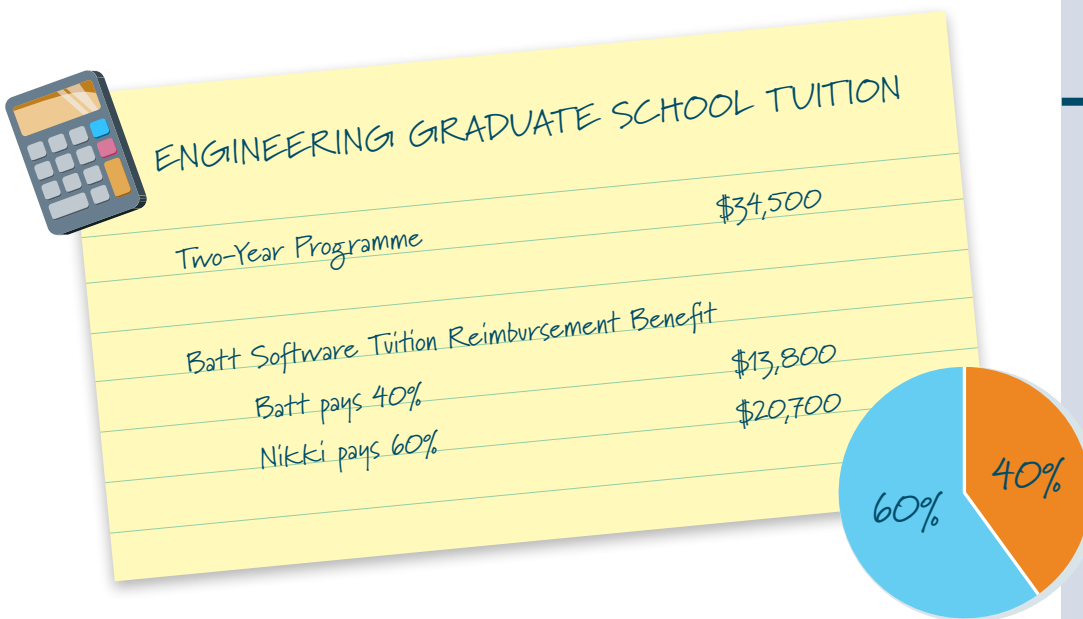 ENGINEERING GRADUATE SCHOOL TUITION
Two-Year Programme $34,500
Batt Software Tuition Reimbursement Benefit
Batt pays 40% $13,800
Nikki pays 60% $20,700
60% 40%